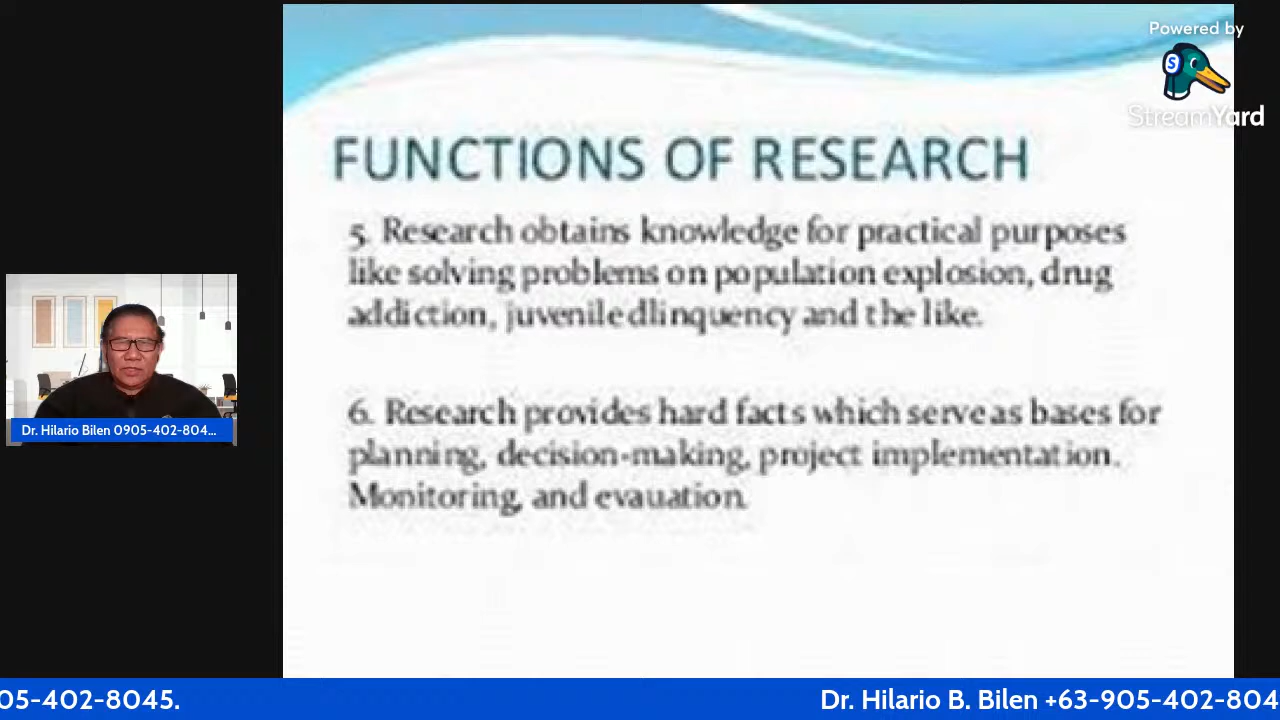 Powered by
StreamYard
FUNCTIONS OF RESEARCH
5. Research obtains knowledge for practical purposes
like solving problems on population explosion, drug
addiction, juvenile dlinquency and the like.
6. Research provides hard facts which serve as bases for
planning, decision-making, project implementation.
Monitoring, and evauation.
Dr. Hilario Bilen 0905-402-804...
05-402-8045.
Dr. Hilario B. Bilen +63-905-402-804